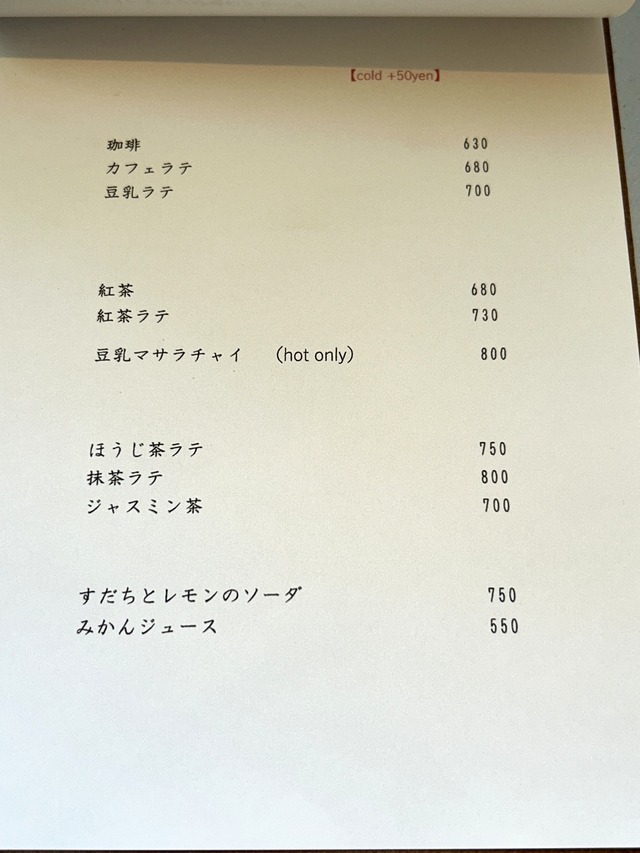 【cold +50yen】
珈琲 630
カフェラテ 680
豆乳ラテ 700
紅茶 680
紅茶ラテ 730
豆乳マサラチャイ （hot only） 800
ほうじ茶ラテ 750
抹茶ラテ 800
ジャスミン茶 700
すだちとレモンのソーダ 750
みかんジュース 550